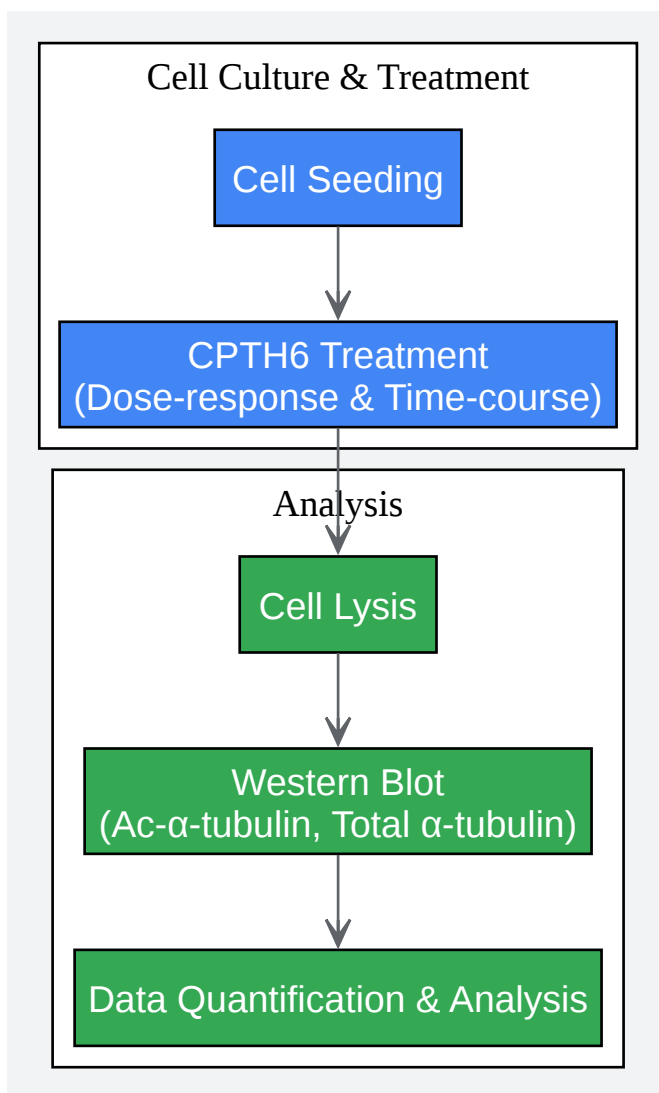 Cell Culture & Treatment
Cell Seeding
CPTH6 Treatment
(Dose-response & Time-course)
Analysis
Cell Lysis
Western Blot
(Ac-α-tubulin, Total α-tubulin)
Data Quantification & Analysis